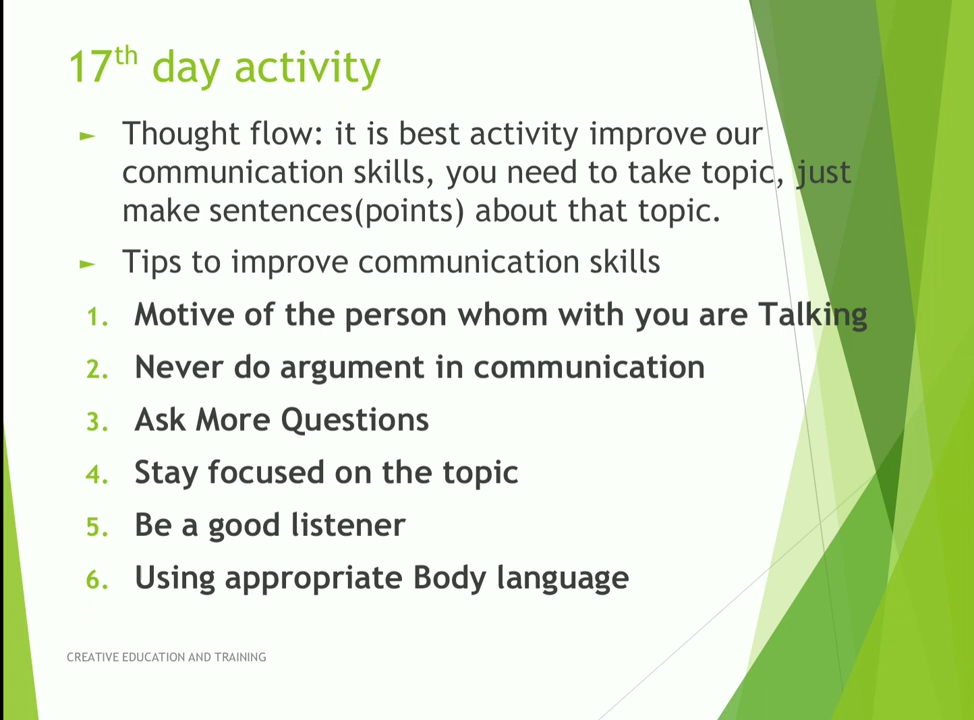 17th day activity
► Thought flow: it is best activity improve our
communication skills, you need to take topic, just
make sentences(points) about that topic.
► Tips to improve communication skills
1. Motive of the person whom with you are Talking
2. Never do argument in communication
3. Ask More Questions
4. Stay focused on the topic
5. Be a good listener
6. Using appropriate Body language
CREATIVE EDUCATION AND TRAINING